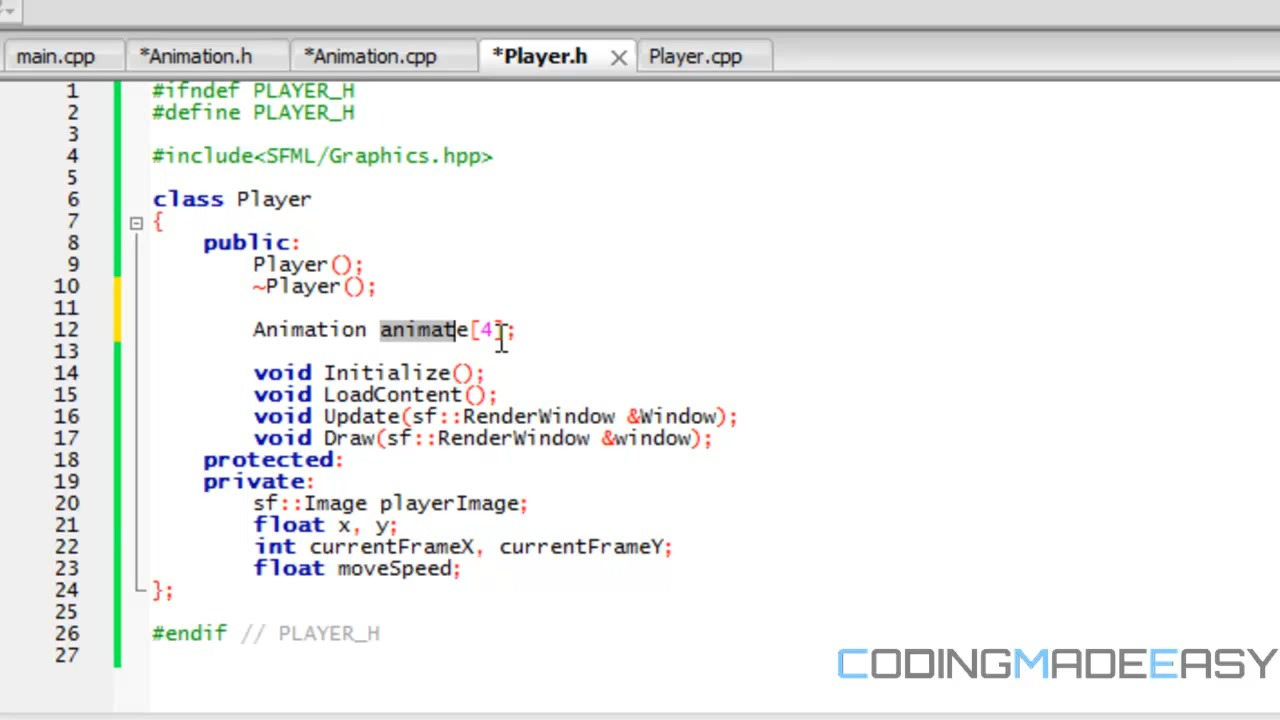 main.cpp *Animation.h *Animation.cpp *Player.h Player.cpp
1 #ifndef PLAYER_H
2 #define PLAYER_H
3
4 #include<SFML/Graphics.hpp>
5
6 class Player
7 {
8 public:
9 Player();
10 ~Player();
11
12 Animation animate[4];
13
14 void Initialize();
15 void LoadContent();
16 void Update(sf::RenderWindow &Window);
17 void Draw(sf::RenderWindow &window);
18 protected:
19 private:
20 sf::Image playerImage;
21 float x, y;
22 int currentFrameX, currentFrameY;
23 float moveSpeed;
24 };
25
26 #endif // PLAYER_H
27
CODINGMADEEASY